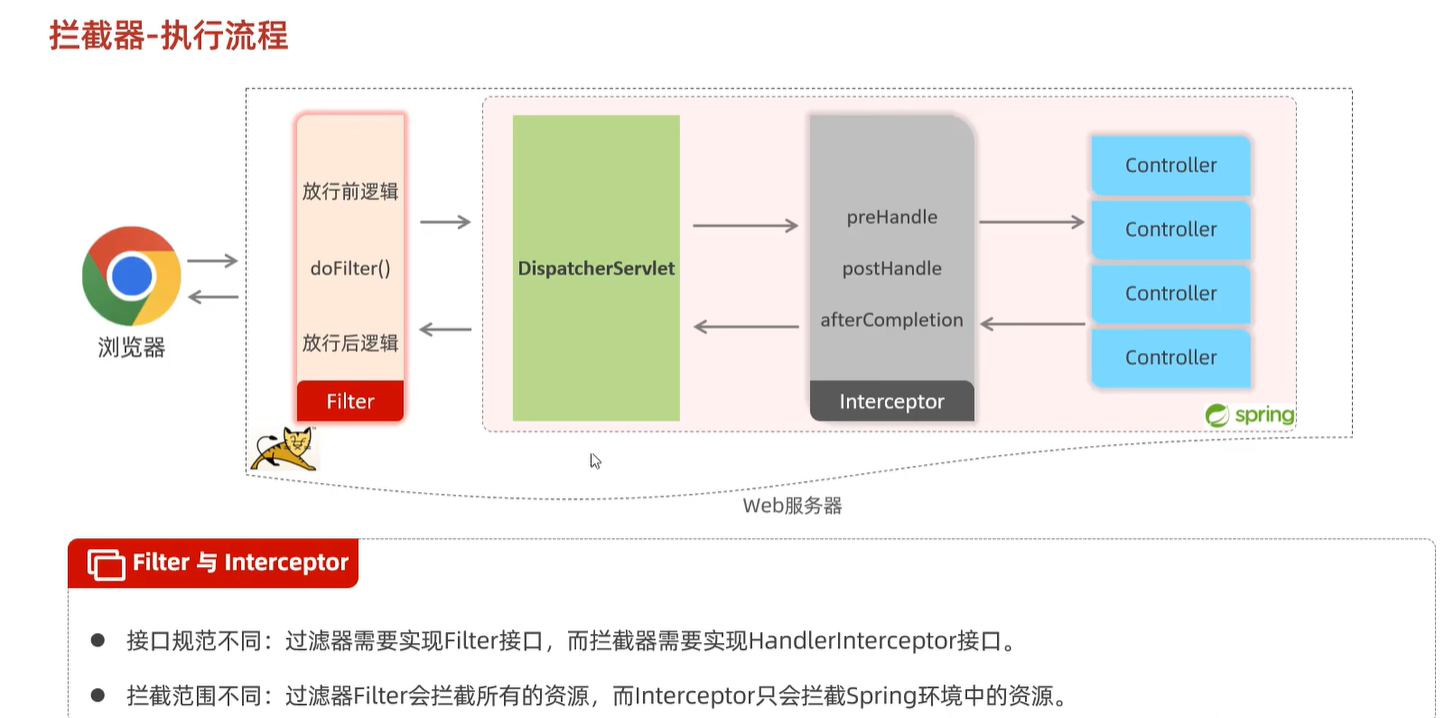 拦截器-执行流程
放行前逻辑
doFilter()
放行后逻辑
Filter
DispatcherServlet
preHandle
postHandle
afterCompletion
Interceptor
Controller
Controller
Controller
Controller
spring
浏览器
Web服务器
Filter 与 Interceptor
接口规范不同：过滤器需要实现Filter接口，而拦截器需要实现HandlerInterceptor接口。
拦截范围不同：过滤器Filter会拦截所有的资源，而Interceptor只会拦截Spring环境中的资源。